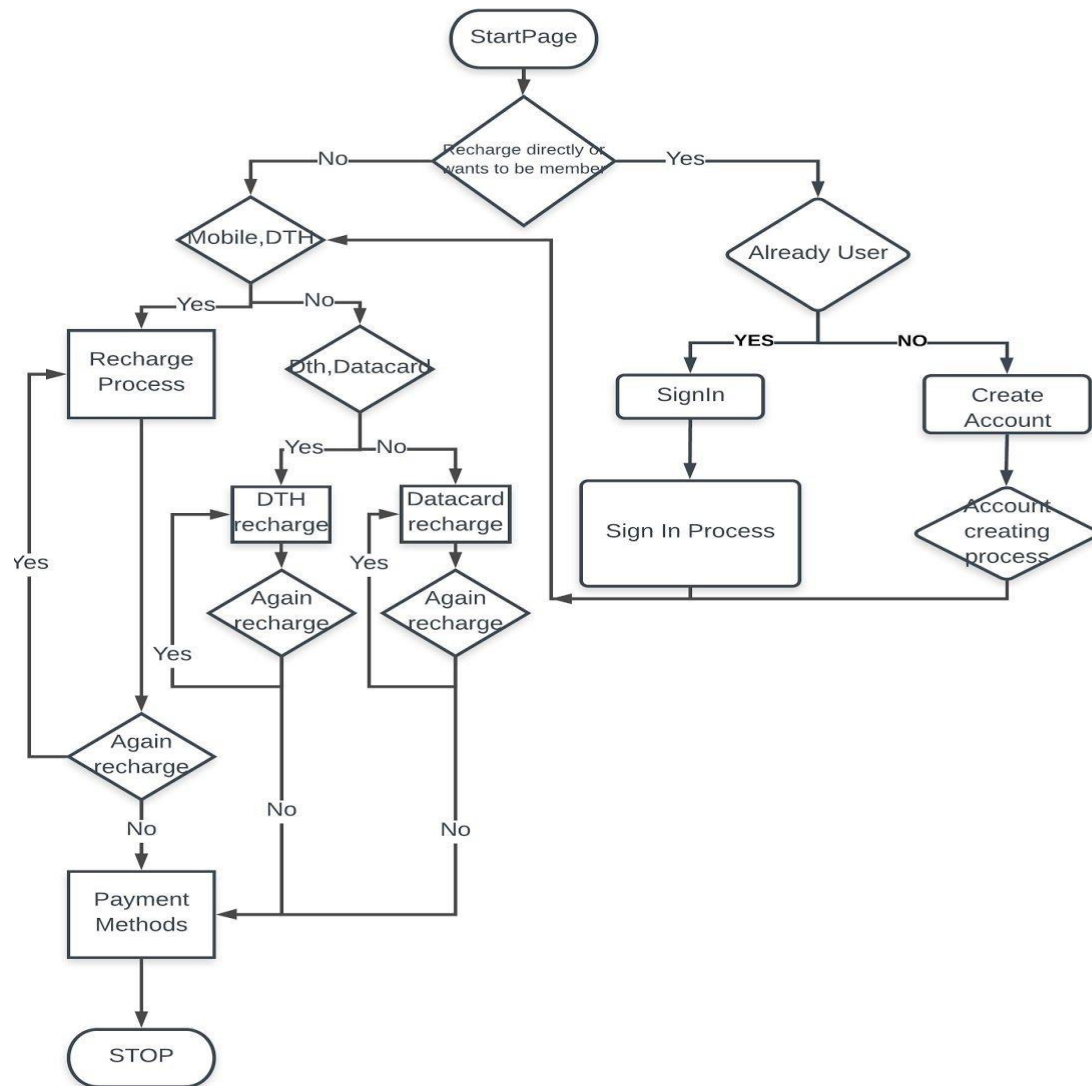 StartPage
Recharge directly or
wants to be member
No
Yes
Mobile,DTH
Already User
Yes
No
YES
NO
Recharge
Process
Dth,Datacard
SignIn
Create
Account
Yes
No
DTH
recharge
Datacard
recharge
Sign In Process
Account
creating
process
Yes
Yes
Again
recharge
Again
recharge
Yes
Again
recharge
No
No
No
Payment
Methods
STOP